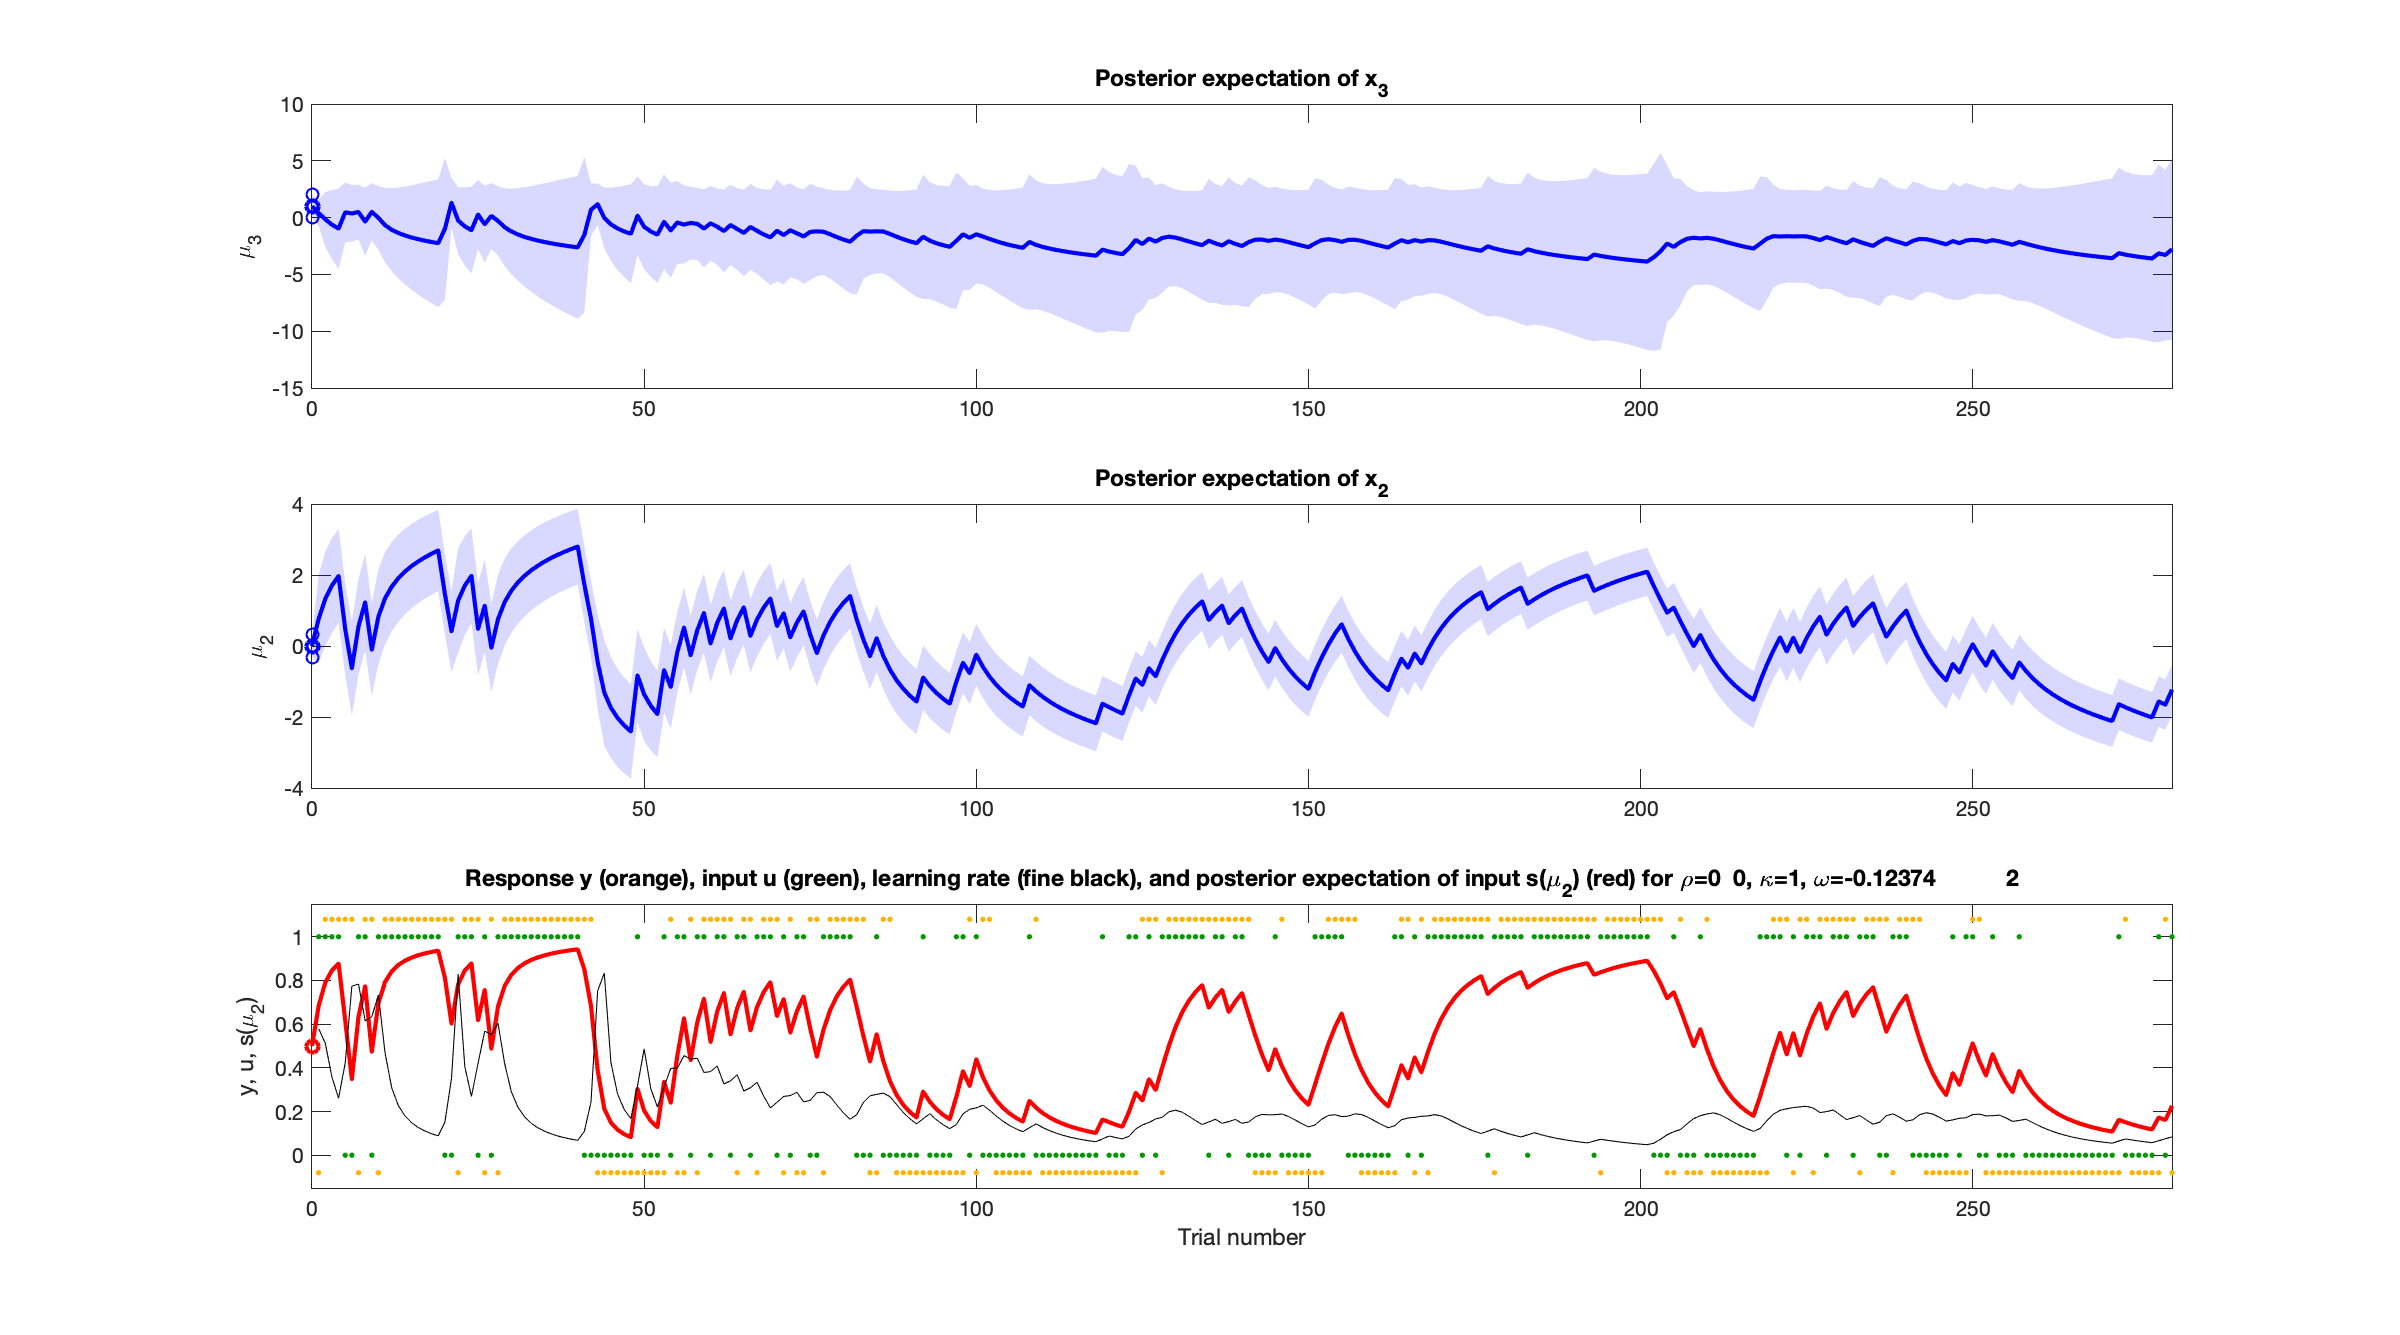 Posterior expectation of x3
10
5
0
-5
-10
-15
μ3
0 50 100 150 200 250
Posterior expectation of x2
4
2
0
-2
-4
μ2
0 50 100 150 200 250
Response y (orange), input u (green), learning rate (fine black), and posterior expectation of input s(μ2) (red) for ρ=0 0, κ=1, ω=-0.12374 2
1
0.8
0.6
0.4
0.2
0
y, u, s(μ2)
0 50 100 150 200 250
Trial number